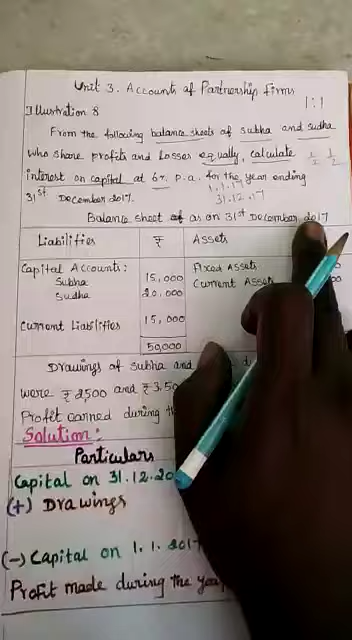 Unit 3. Accounts of Partnership Firms
1:1
Illustration 8
From the following balance sheets of Subha and Sudha
who share profits and losses equally, calculate 1/2 1/2
interest on capital at 6% p.a. for the year ending
1.1.17
31st December 2017. 31.12.17
Balance sheet of as on 31st December 2017
Liabilities ₹ Assets
Capital Accounts: Fixed Assets
Subha 15,000 Current Assets
Sudha 20,000
Current Liabilities 15,000
50,000
Drawings of Subha and
were ₹ 2,500 and ₹ 3,50
Profit earned during
Solution:
Particulars
Capital on 31.12.20
(+) Drawings
(-) Capital on 1.1.2017
Profit made during the year